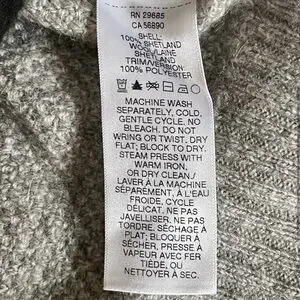 RN 29685
CA 56890
SHELL:
100% SHETLAND
WOOL/LAINE
SHETLAND
TRIM/VERSION:
100% POLYESTER
MACHINE WASH
SEPARATELY, COLD,
GENTLE CYCLE. NO
BLEACH. DO NOT
WRING OR TWIST. DRY
FLAT; BLOCK TO DRY.
STEAM PRESS WITH
WARM IRON,
OR DRY CLEAN./
LAVER À LA MACHINE
SÉPARÉMENT, À L'EAU
FROIDE, CYCLE
DÉLICAT. NE PAS
JAVELLISER. NE PAS
TORDRE. SÉCHAGE À
PLAT; BLOQUER À
SÉCHER, PRESSER À
VAPEUR AVEC FER
TIÈDE, OU
NETTOYER À SEC.